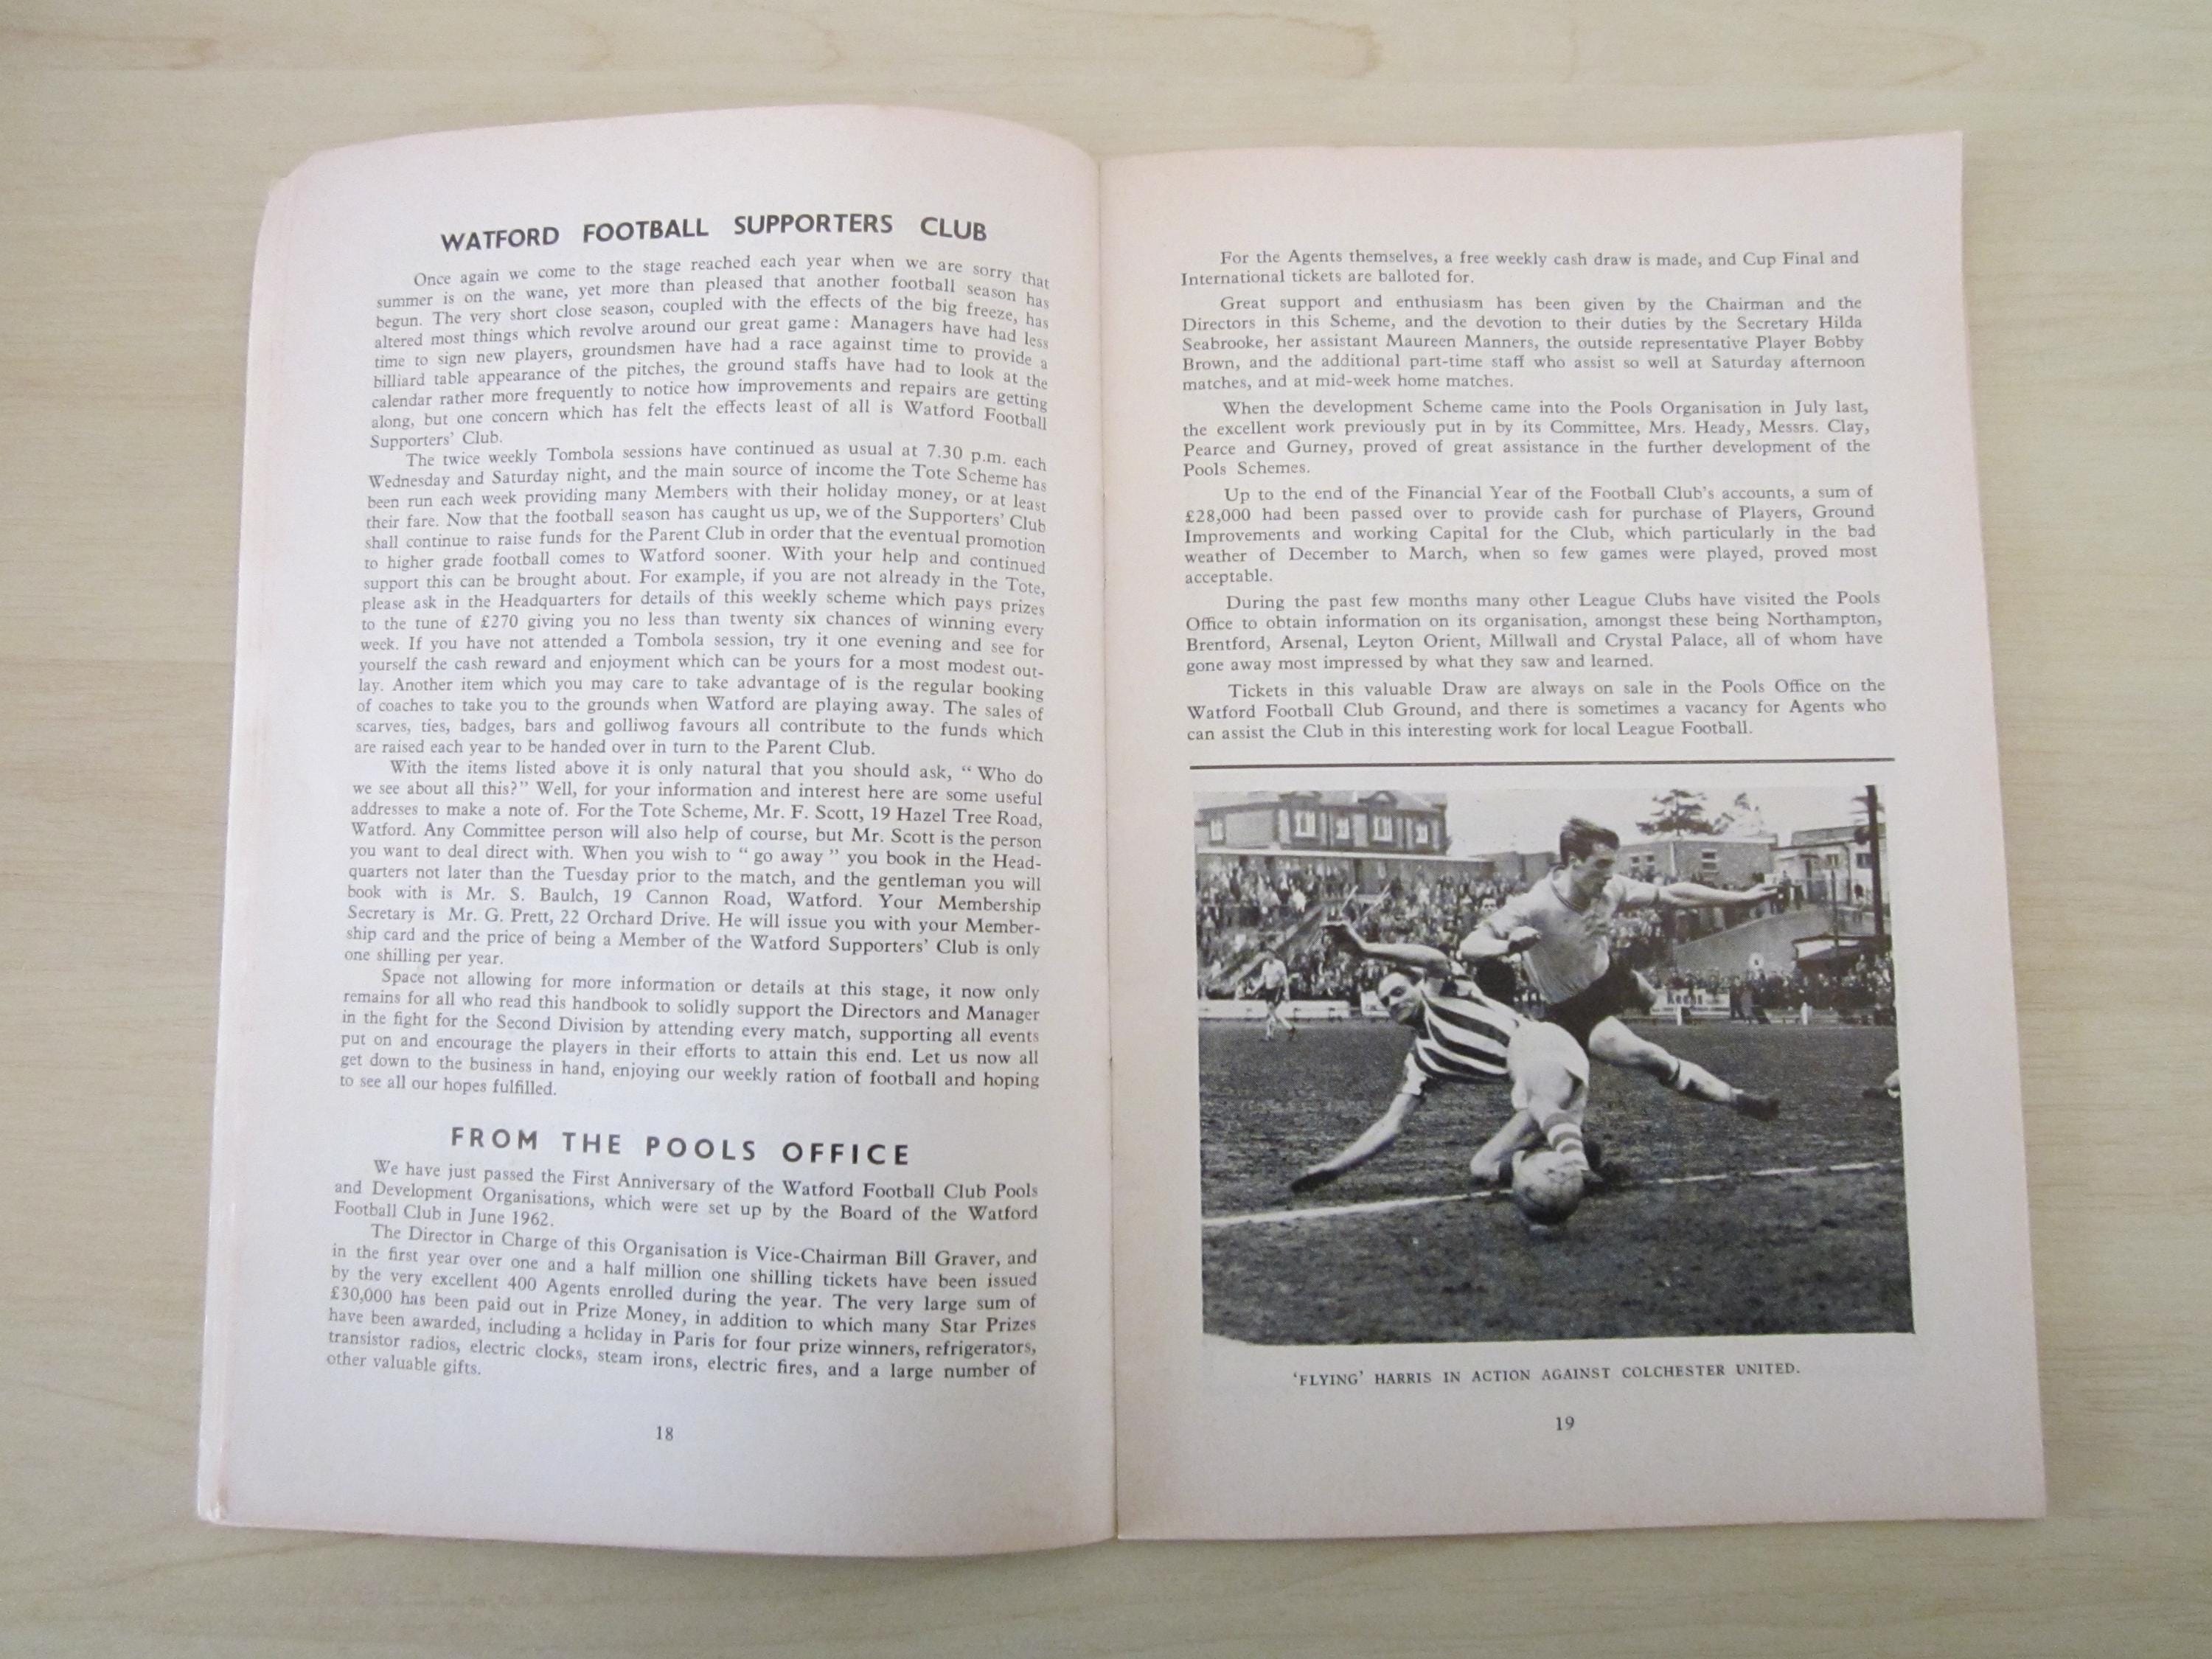 WATFORD FOOTBALL SUPPORTERS CLUB
Once again we come to the stage reached each year when we are sorry that
summer is on the wane, yet more than pleased that another football season has
begun. The very short close season, coupled with the effects of the big freeze, has
altered most things which revolve around our great game: Managers have had less
time to sign new players, groundsmen have had a race against time to provide a
billiard table appearance of the pitches, the ground staffs have had to look at the
calendar rather more frequently to notice how improvements and repairs are getting
along, but one concern which has felt the effects least of all is Watford Football
Supporters' Club.
The twice weekly Tombola sessions have continued as usual at 7.30 p.m. each
Wednesday and Saturday night, and the main source of income the Tote Scheme has
been run each week providing many Members with their holiday money, or at least
their fare. Now that the football season has caught us up, we of the Supporters' Club
shall continue to raise funds for the Parent Club in order that the eventual promotion
to higher grade football comes to Watford sooner. With your help and continued
support this can be brought about. For example, if you are not already in the Tote,
please ask in the Headquarters for details of this weekly scheme which pays prizes
to the tune of £270 giving you no less than twenty six chances of winning every
week. If you have not attended a Tombola session, try it one evening and see for
yourself the cash reward and enjoyment which can be yours for a most modest out-
lay. Another item which you may care to take advantage of is the regular booking
of coaches to take you to the grounds when Watford are playing away. The sales of
scarves, ties, badges, bars and golliwog favours all contribute to the funds which
are raised each year to be handed over in turn to the Parent Club.
With the items listed above it is only natural that you should ask, " Who do
we see about all this?" Well, for your information and interest here are some useful
addresses to make a note of. For the Tote Scheme, Mr. F. Scott, 19 Hazel Tree Road,
Watford. Any Committee person will also help of course, but Mr. Scott is the person
you want to deal direct with. When you wish to " go away " you book in the Head-
quarters not later than the Tuesday prior to the match, and the gentleman you will
book with is Mr. S. Baulch, 19 Cannon Road, Watford. Your Membership
Secretary is Mr. G. Prett, 22 Orchard Drive. He will issue you with your Member-
ship card and the price of being a Member of the Watford Supporters' Club is only
one shilling per year.
Space not allowing for more information or details at this stage, it now only
remains for all who read this handbook to solidly support the Directors and Manager
in the fight for the Second Division by attending every match, supporting all events
put on and encourage the players in their efforts to attain this end. Let us now all
get down to the business in hand, enjoying our weekly ration of football and hoping
to see all our hopes fulfilled.
FROM THE POOLS OFFICE
We have just passed the First Anniversary of the Watford Football Club Pools
and Development Organisations, which were set up by the Board of the Watford
Football Club in June 1962.
The Director in Charge of this Organisation is Vice-Chairman Bill Graver, and
in the first year over one and a half million one shilling tickets have been issued
by the very excellent 400 Agents enrolled during the year. The very large sum of
£30,000 has been paid out in Prize Money, in addition to which many Star Prizes
have been awarded, including a holiday in Paris for four prize winners, refrigerators,
transistor radios, electric clocks, steam irons, electric fires, and a large number of
other valuable gifts.
18
For the Agents themselves, a free weekly cash draw is made, and Cup Final and
International tickets are balloted for.
Great support and enthusiasm has been given by the Chairman and the
Directors in this Scheme, and the devotion to their duties by the Secretary Hilda
Seabrooke, her assistant Maureen Manners, the outside representative Player Bobby
Brown, and the additional part-time staff who assist so well at Saturday afternoon
matches, and at mid-week home matches.
When the development Scheme came into the Pools Organisation in July last,
the excellent work previously put in by its Committee, Mrs. Heady, Messrs. Clay,
Pearce and Gurney, proved of great assistance in the further development of the
Pools Schemes.
Up to the end of the Financial Year of the Football Club's accounts, a sum of
£28,000 had been passed over to provide cash for purchase of Players, Ground
Improvements and working Capital for the Club, which particularly in the bad
weather of December to March, when so few games were played, proved most
acceptable.
During the past few months many other League Clubs have visited the Pools
Office to obtain information on its organisation, amongst these being Northampton,
Brentford, Arsenal, Leyton Orient, Millwall and Crystal Palace, all of whom have
gone away most impressed by what they saw and learned.
Tickets in this valuable Draw are always on sale in the Pools Office on the
Watford Football Club Ground, and there is sometimes a vacancy for Agents who
can assist the Club in this interesting work for local League Football.
'FLYING' HARRIS IN ACTION AGAINST COLCHESTER UNITED.
19